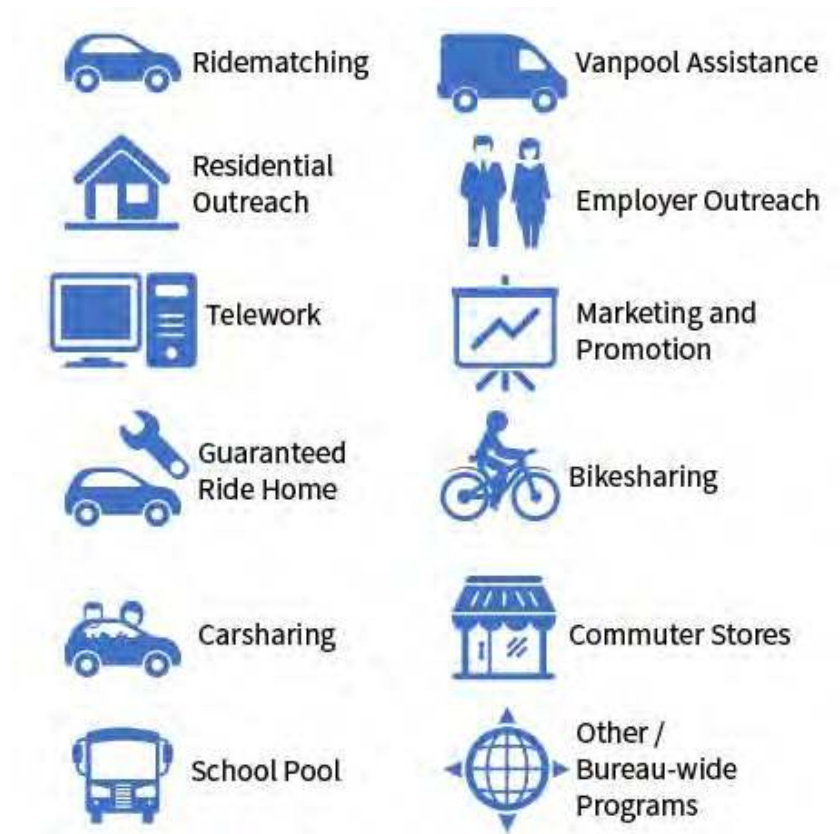 Ridematching
Vanpool Assistance
Residential
Outreach
Employer Outreach
Telework
Marketing and
Promotion
Guaranteed
Ride Home
Bikesharing
Carsharing
Commuter Stores
School Pool
Other /
Bureau-wide
Programs